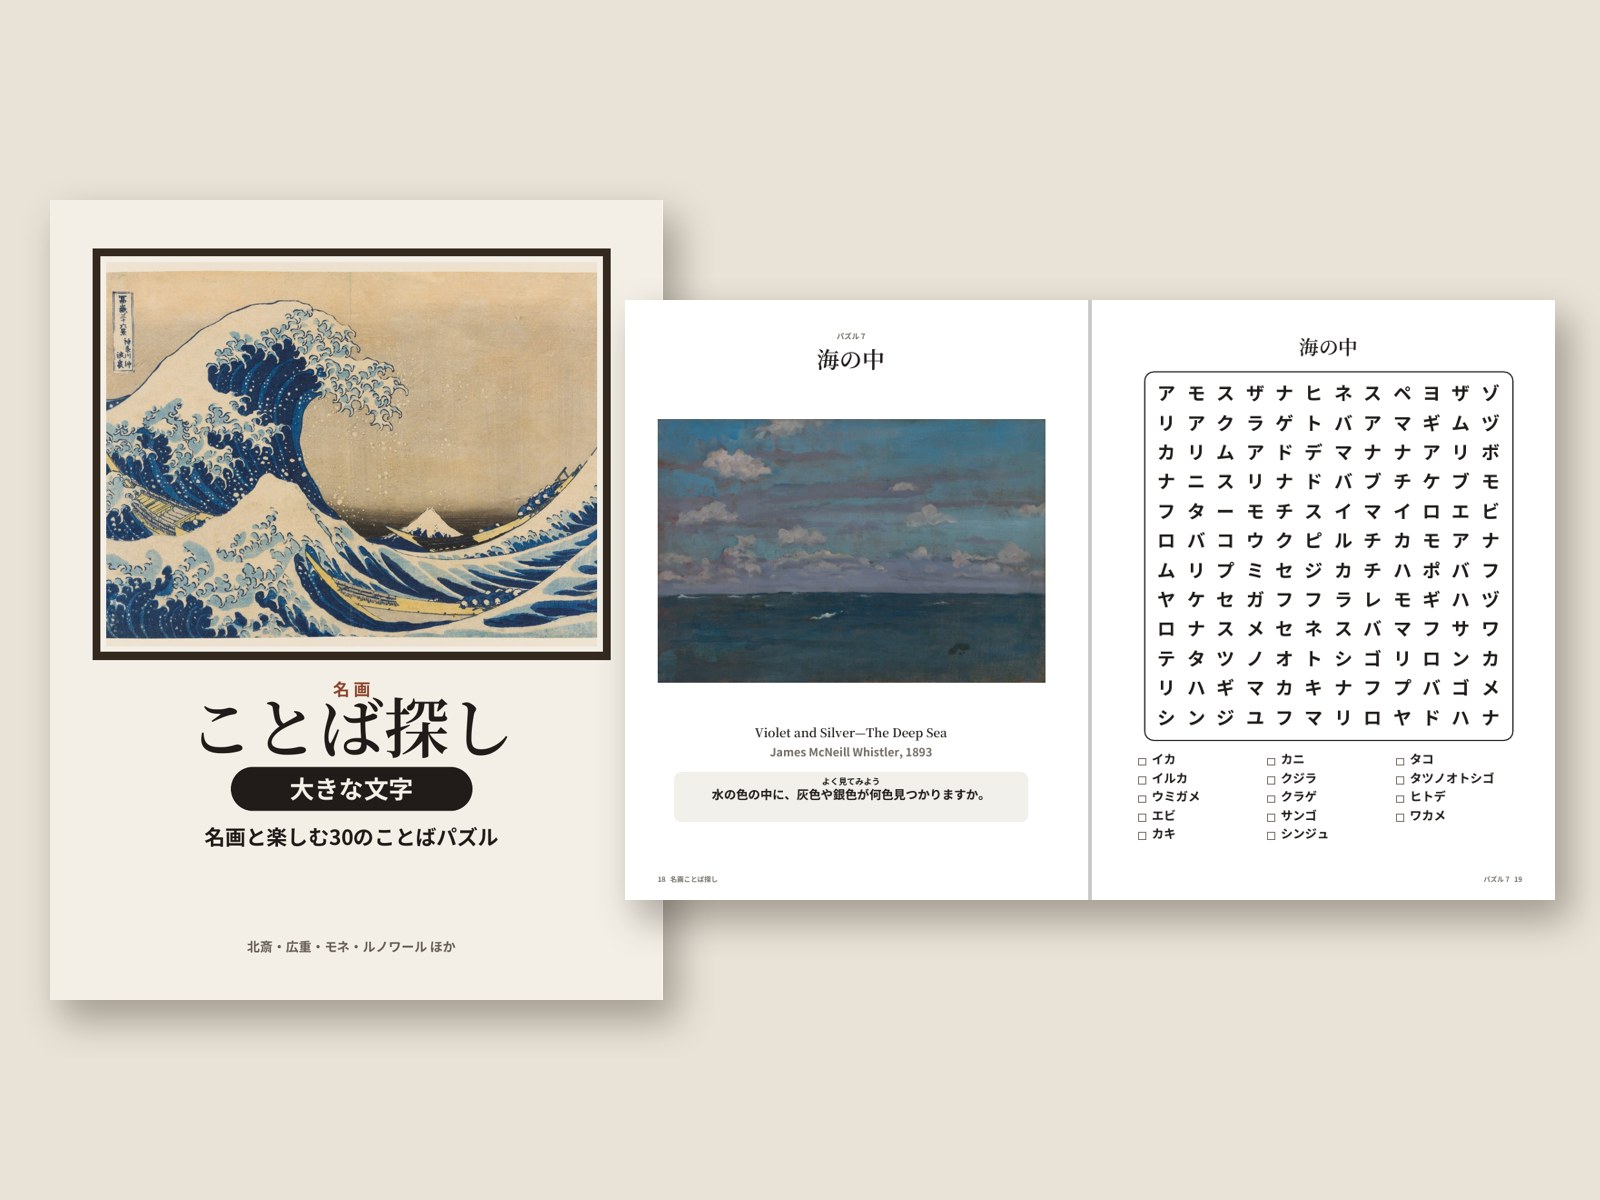 名画
ことば探し
大きな文字
名画と楽しむ30のことばパズル
北斎・広重・モネ・ルノワール ほか
パズル 7
海の中
Violet and Silver—The Deep Sea
James McNeill Whistler, 1893
よく見てみよう
水の色の中に、灰色や銀色が何色見つかりますか。
18 名画ことば探し
海の中
ア モ ス ザ ナ ヒ ネ ス ペ ヨ ザ ゾ
リ ア ク ラ ゲ ト バ ア マ ギ ム ヅ
カ リ ム ア ド デ マ ナ ナ ア リ ボ
ナ ニ ス リ ナ ド バ ブ チ ケ ブ モ
フ タ ー モ チ ス イ マ イ ロ エ ビ
ロ バ コ ウ ク ピ ル チ カ モ ア ナ
ム リ プ ミ セ ジ カ チ ハ ポ バ フ
ヤ ケ セ ガ フ フ ラ レ モ ギ ハ ヅ
ロ ナ ス メ セ ネ ス バ マ フ サ ワ
テ タ ツ ノ オ ト シ ゴ リ ロ ン カ
リ ハ ギ マ カ キ ナ フ プ バ ゴ メ
シ ン ジ ユ フ マ リ ロ ヤ ド ハ ナ
イカ
イルカ
ウミガメ
エビ
カキ
カニ
クジラ
クラゲ
サンゴ
シンジュ
タコ
タツノオトシゴ
ヒトデ
ワカメ
パズル 7 19